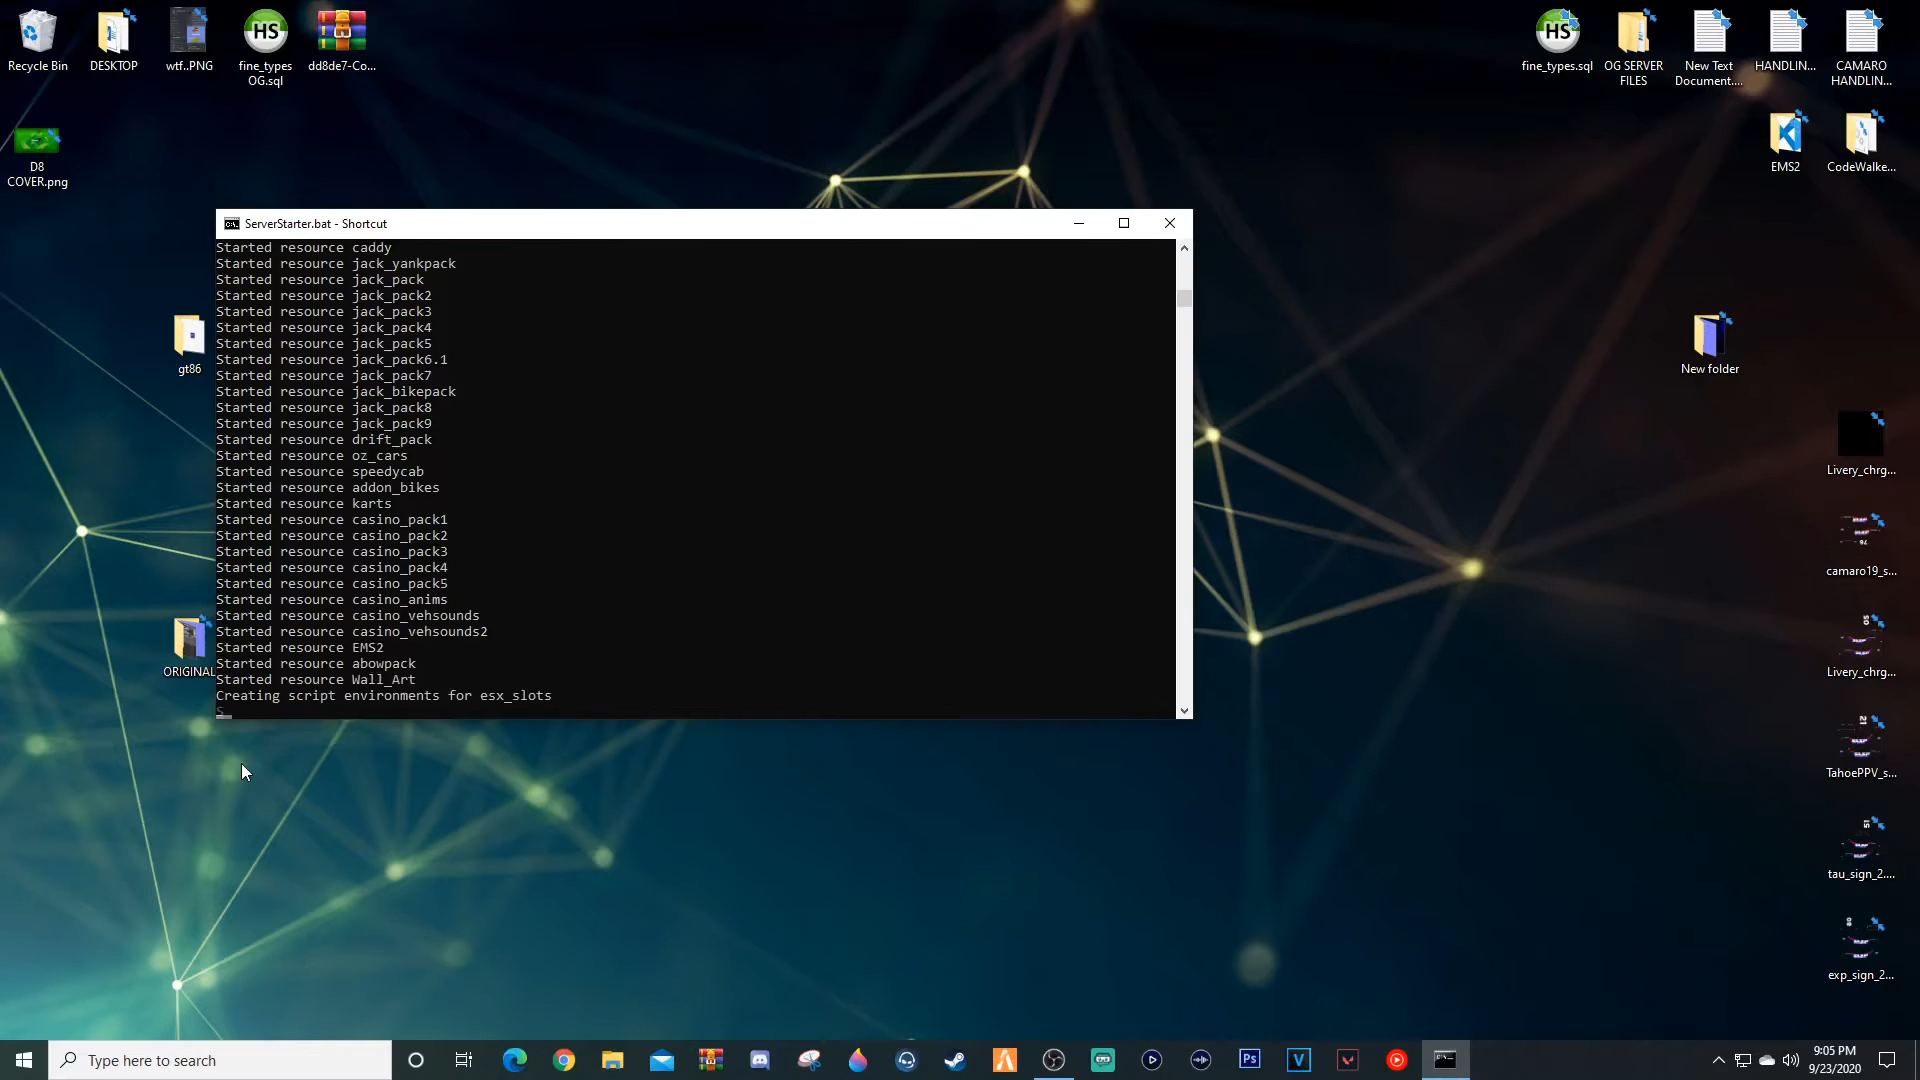 Recycle Bin
DESKTOP
wtf..PNG
HS
fine_types
OG.sql
dd8de7-Co...
HS
fine_types.sql
OG SERVER
FILES
New Text
Document....
HANDLIN...
CAMARO
HANDLIN...
D8
COVER.png
EMS2
CodeWalke...
ServerStarter.bat - Shortcut
Started resource caddy
Started resource jack_yankpack
Started resource jack_pack
Started resource jack_pack2
Started resource jack_pack3
Started resource jack_pack4
Started resource jack_pack5
Started resource jack_pack6.1
Started resource jack_pack7
Started resource jack_bikepack
Started resource jack_pack8
Started resource jack_pack9
Started resource drift_pack
Started resource oz_cars
Started resource speedycab
Started resource addon_bikes
Started resource karts
Started resource casino_pack1
Started resource casino_pack2
Started resource casino_pack3
Started resource casino_pack4
Started resource casino_pack5
Started resource casino_anims
Started resource casino_vehsounds
Started resource casino_vehsounds2
Started resource EMS2
Started resource abowpack
Started resource Wall_Art
Creating script environments for esx_slots
S
gt86
ORIGINAL
New folder
Livery_chrg...
camaro19_s...
Livery_chrg...
TahoePPV_s...
tau_sign_2....
exp_sign_2...
Type here to search
Ps
V
9:05 PM
9/23/2020